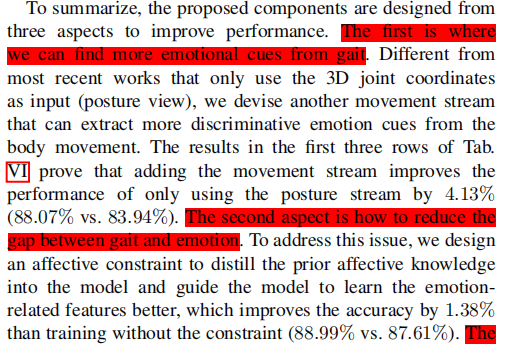 To summarize, the proposed components are designed from
three aspects to improve performance. The first is where
we can find more emotional cues from gait. Different from
most recent works that only use the 3D joint coordinates
as input (posture view), we devise another movement stream
that can extract more discriminative emotion cues from the
body movement. The results in the first three rows of Tab.
VI prove that adding the movement stream improves the
performance of only using the posture stream by 4.13%
(88.07% vs. 83.94%). The second aspect is how to reduce the
gap between gait and emotion. To address this issue, we design
an affective constraint to distill the prior affective knowledge
into the model and guide the model to learn the emotion-
related features better, which improves the accuracy by 1.38%
than training without the constraint (88.99% vs. 87.61%). The